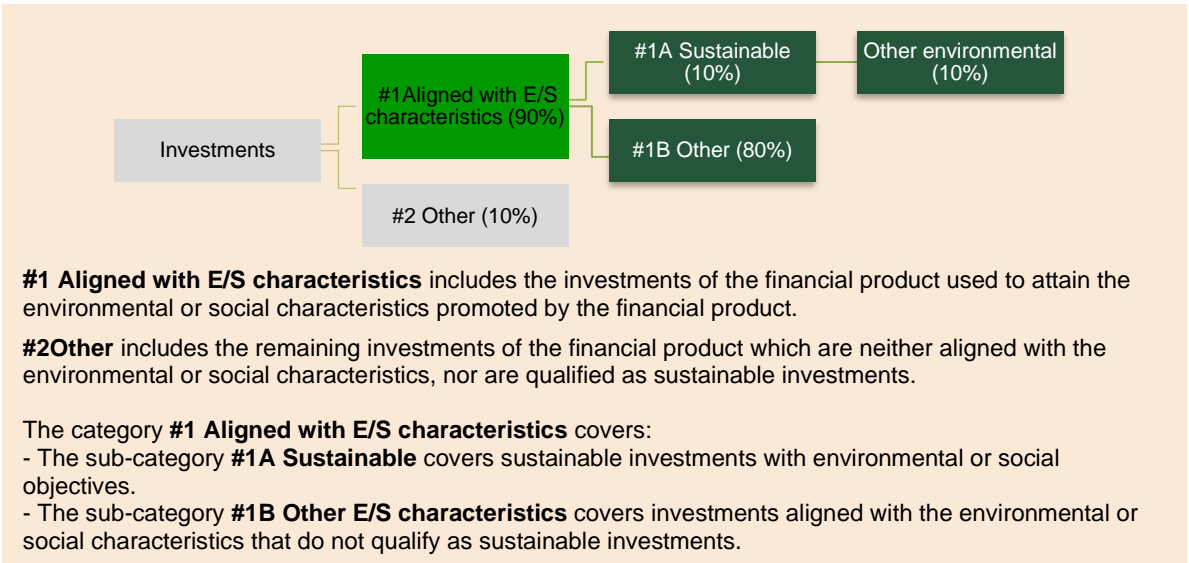 #1A Sustainable
(10%)
Other environmental
(10%)
#1Aligned with E/S
characteristics (90%)
Investments
#1B Other (80%)
#2 Other (10%)
#1 Aligned with E/S characteristics includes the investments of the financial product used to attain the
environmental or social characteristics promoted by the financial product.
#2Other includes the remaining investments of the financial product which are neither aligned with the
environmental or social characteristics, nor are qualified as sustainable investments.
The category #1 Aligned with E/S characteristics covers:
- The sub-category #1A Sustainable covers sustainable investments with environmental or social
objectives.
- The sub-category #1B Other E/S characteristics covers investments aligned with the environmental or
social characteristics that do not qualify as sustainable investments.